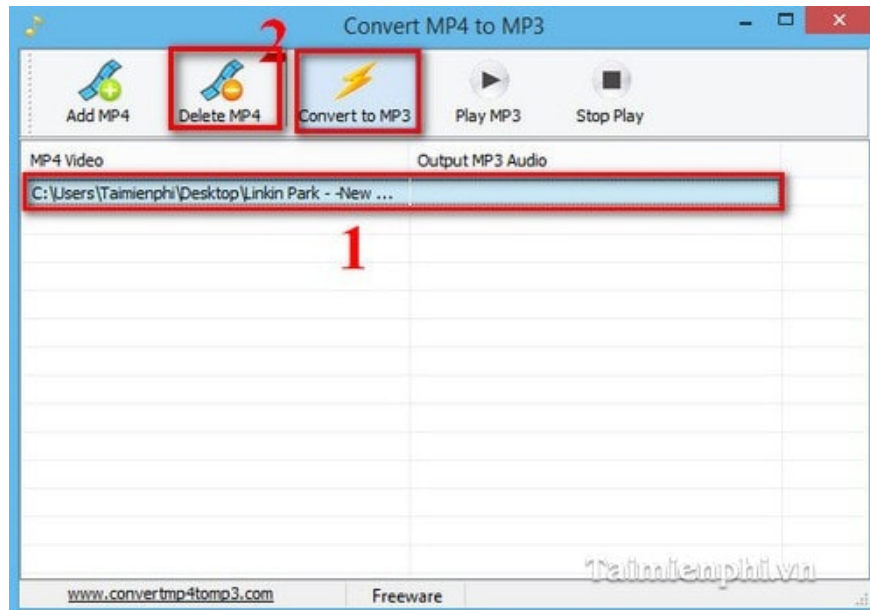 Convert MP4 to MP3
2
Add MP4 Delete MP4 Convert to MP3 Play MP3 Stop Play
MP4 Video Output MP3 Audio
C:\Users\Taimienphi\Desktop\Linkin Park - -New ...
1
Taimienphi.vn
www.convertmp4tomp3.com Freeware